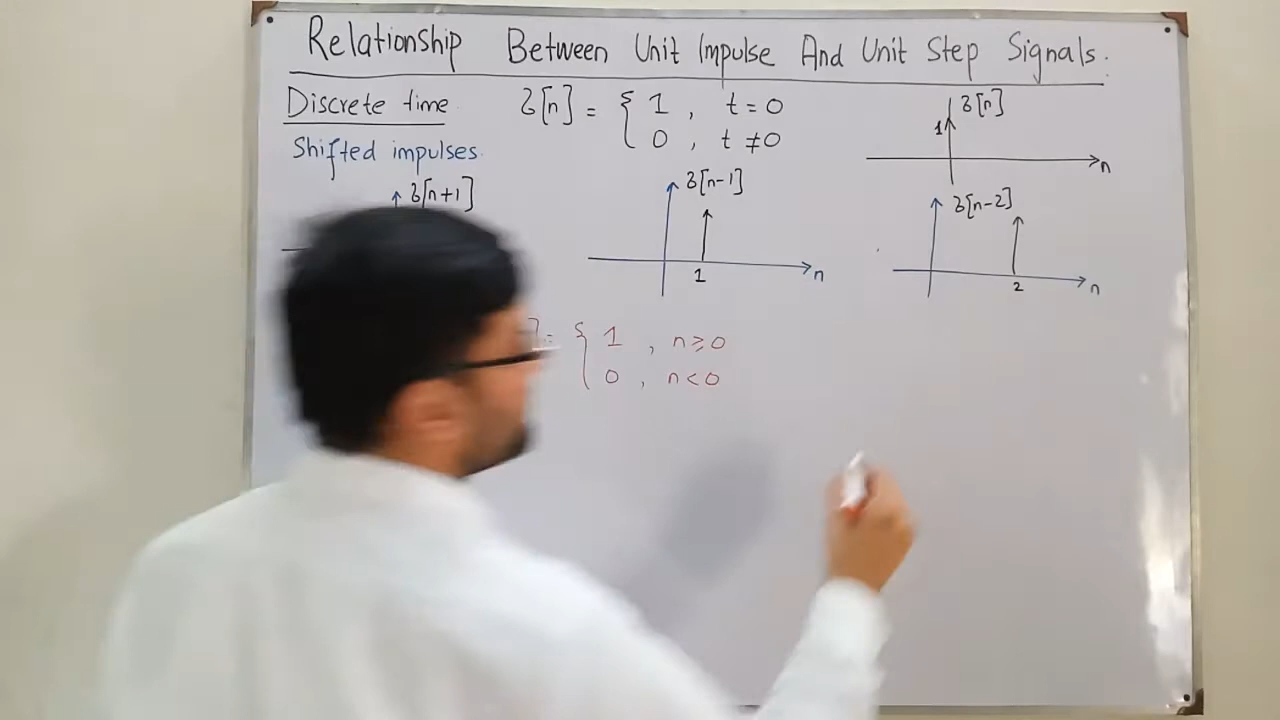 Relationship Between Unit Impulse And Unit Step Signals.
Discrete time δ[n] = { 1 , t = 0
0 , t ≠ 0
δ[n]
1
n
Shifted impulses.
δ[n+1]
δ[n-1]
1
n
δ[n-2]
2
n
] = { 1 , n ≥ 0
0 , n < 0